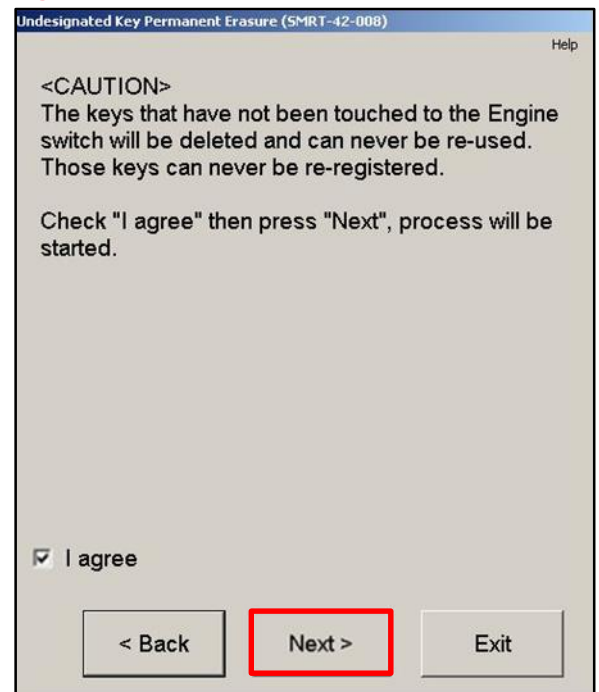 Undesignated Key Permanent Erasure (SMRT-42-008)
Help
<CAUTION>
The keys that have not been touched to the Engine
switch will be deleted and can never be re-used.
Those keys can never be re-registered.
Check "I agree" then press "Next", process will be
started.
I agree
< Back
Next >
Exit